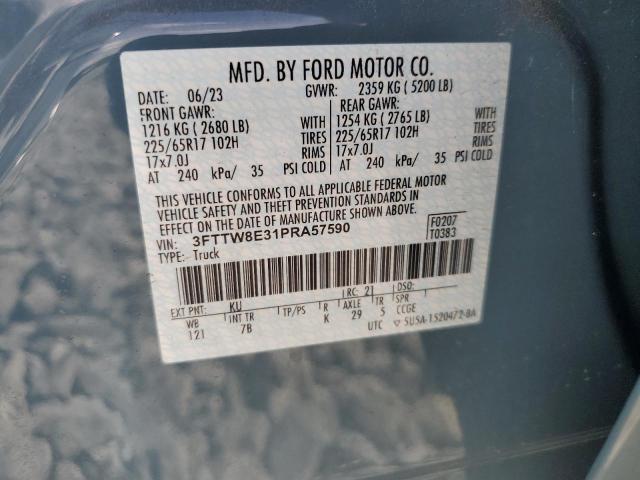 MFD. BY FORD MOTOR CO.
DATE: 06/23 GVWR: 2359 KG (5200 LB)
FRONT GAWR: REAR GAWR:
1216 KG (2680 LB) WITH 1254 KG (2765 LB) WITH
225/65R17 102H TIRES 225/65R17 102H TIRES
17x7.0J RIMS 17x7.0J RIMS
AT 240 kPa/ 35 PSI COLD AT 240 kPa/ 35 PSI COLD
THIS VEHICLE CONFORMS TO ALL APPLICABLE FEDERAL MOTOR
VEHICLE SAFETY AND THEFT PREVENTION STANDARDS IN
EFFECT ON THE DATE OF MANUFACTURE SHOWN ABOVE.
VIN: 3FTTW8E31PRA57590 F0207
TYPE: Truck T0383
EXT PNT: KU RC: 21 DSO:
WB INT TR TP/PS R AXLE TR SPR
121 7B K 29 5 CCGE
UTC ▽ 5U5A-1520472-BA